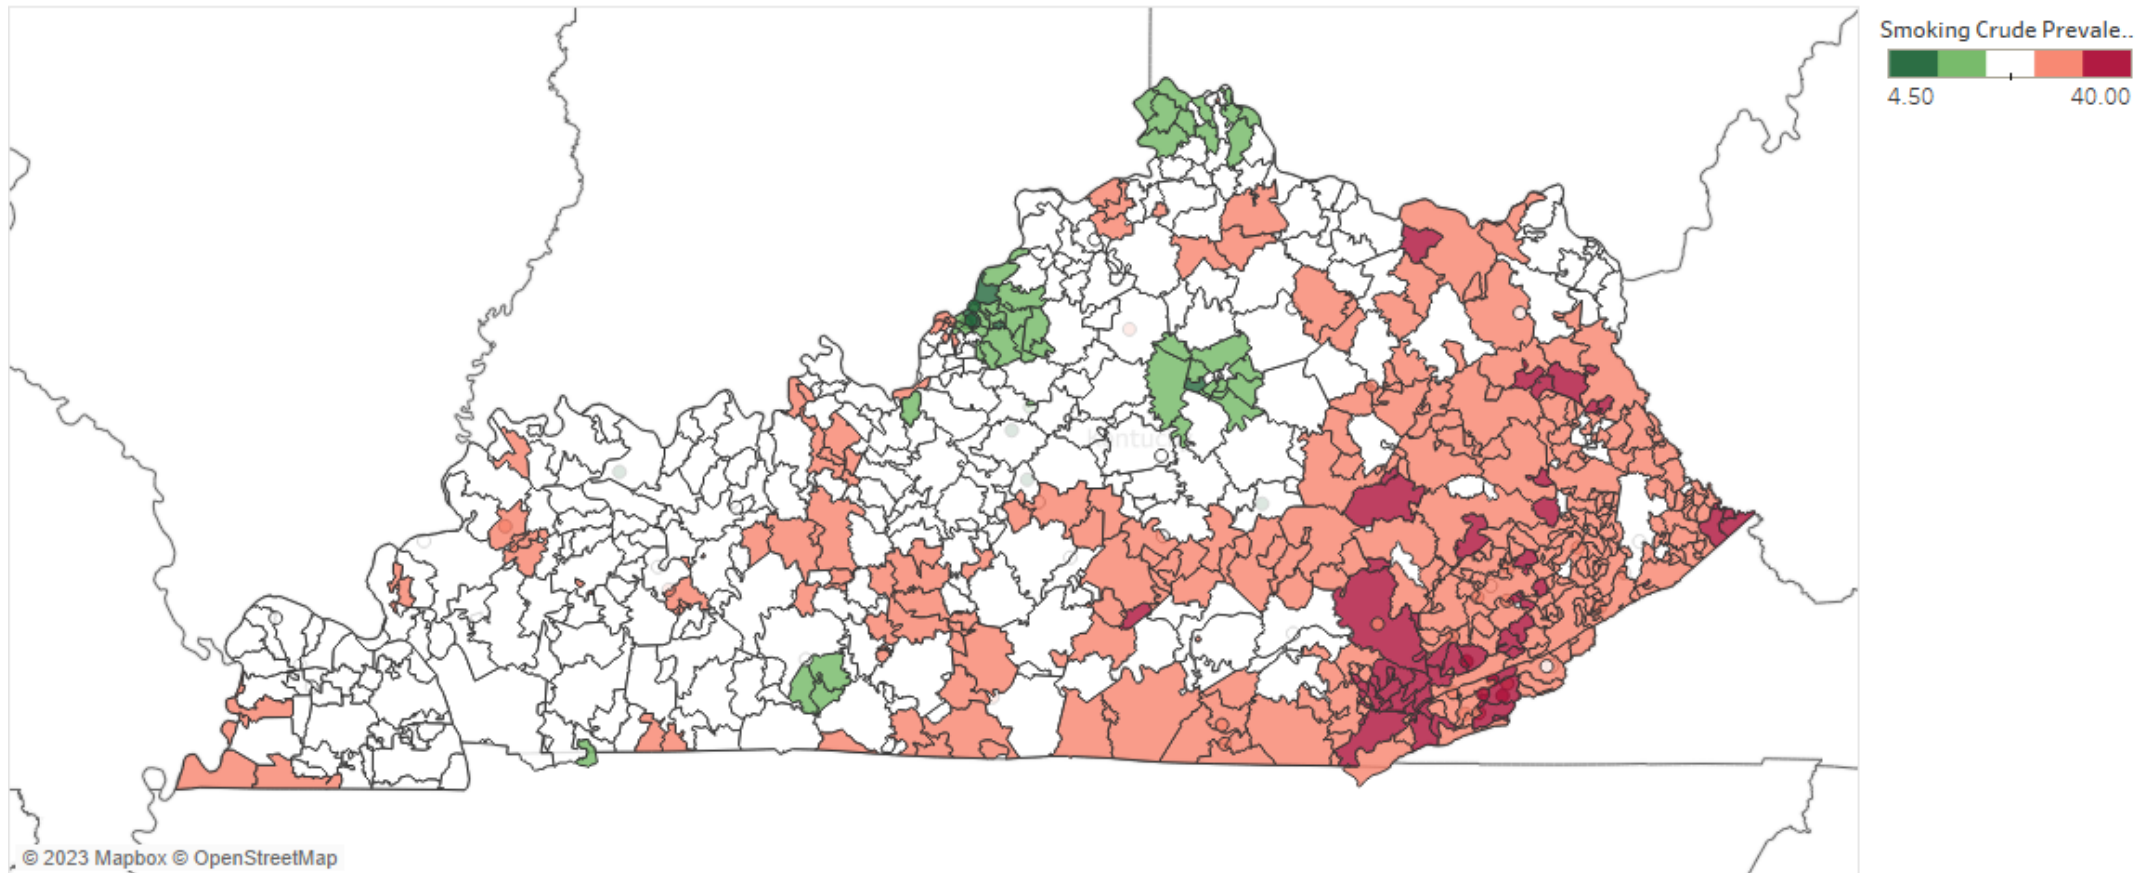 Smoking Crude Prevale..
4.50 40.00
© 2023 Mapbox © OpenStreetMap